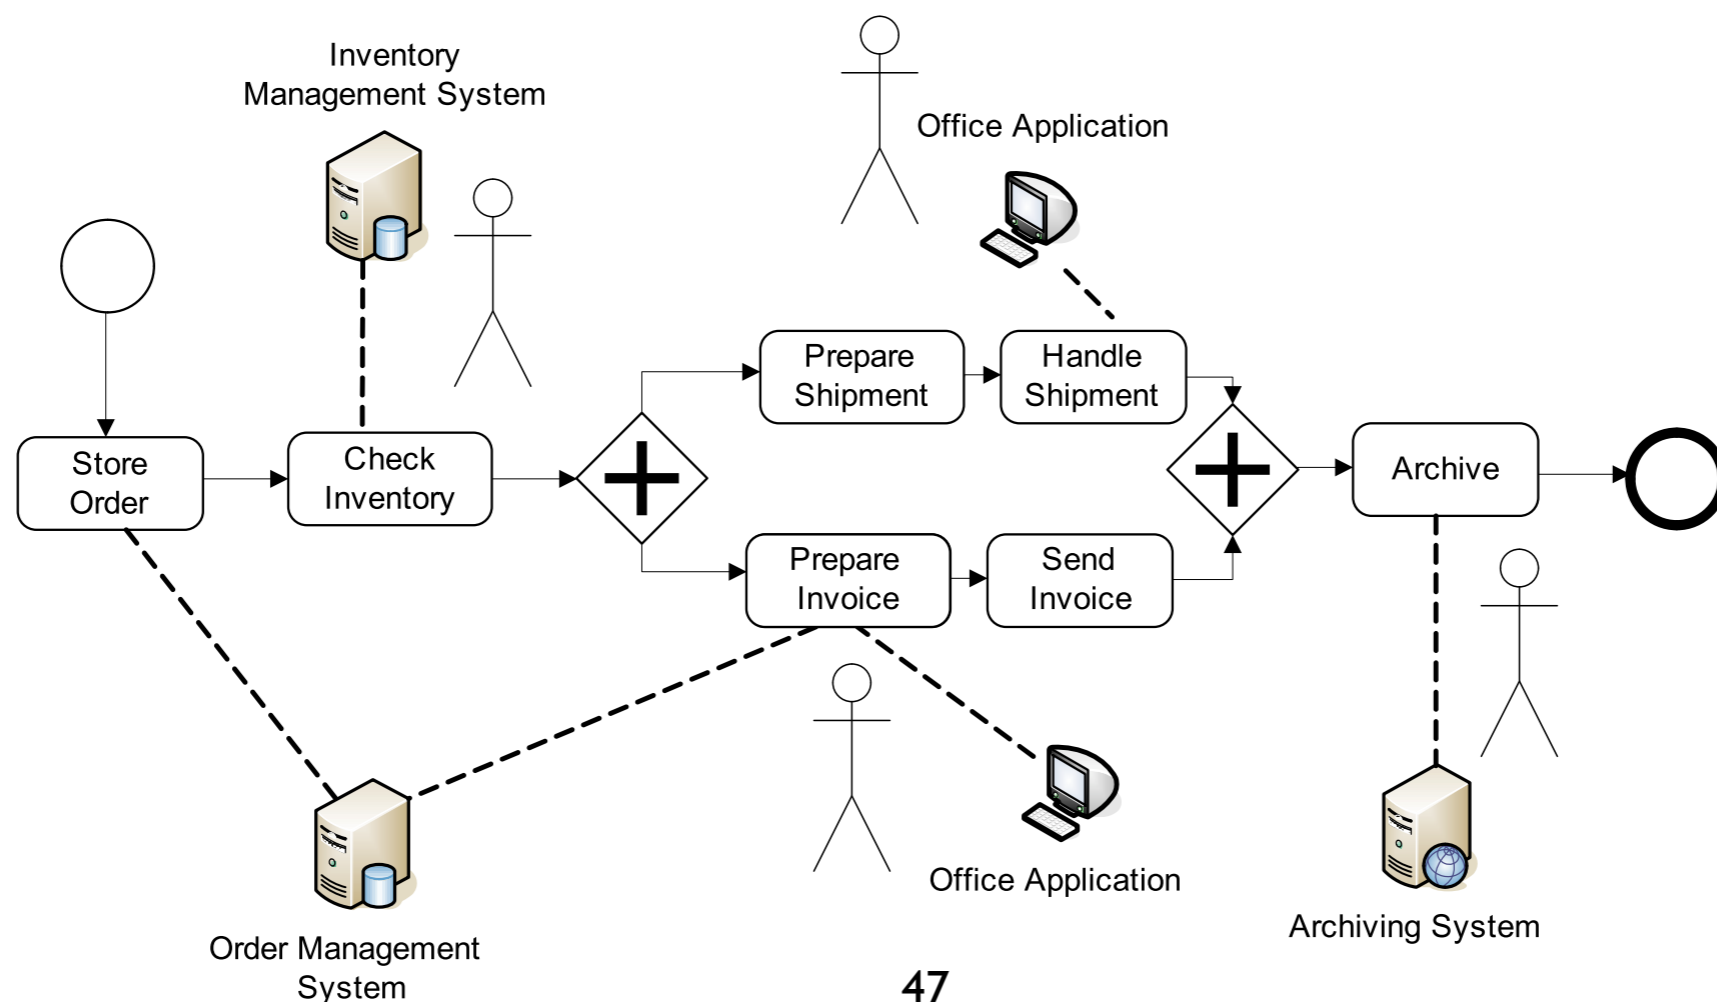 Inventory
Management System
Office Application
Prepare
Shipment
Handle
Shipment
Store
Order
Check
Inventory
Archive
Prepare
Invoice
Send
Invoice
Office Application
Archiving System
Order Management
System
47